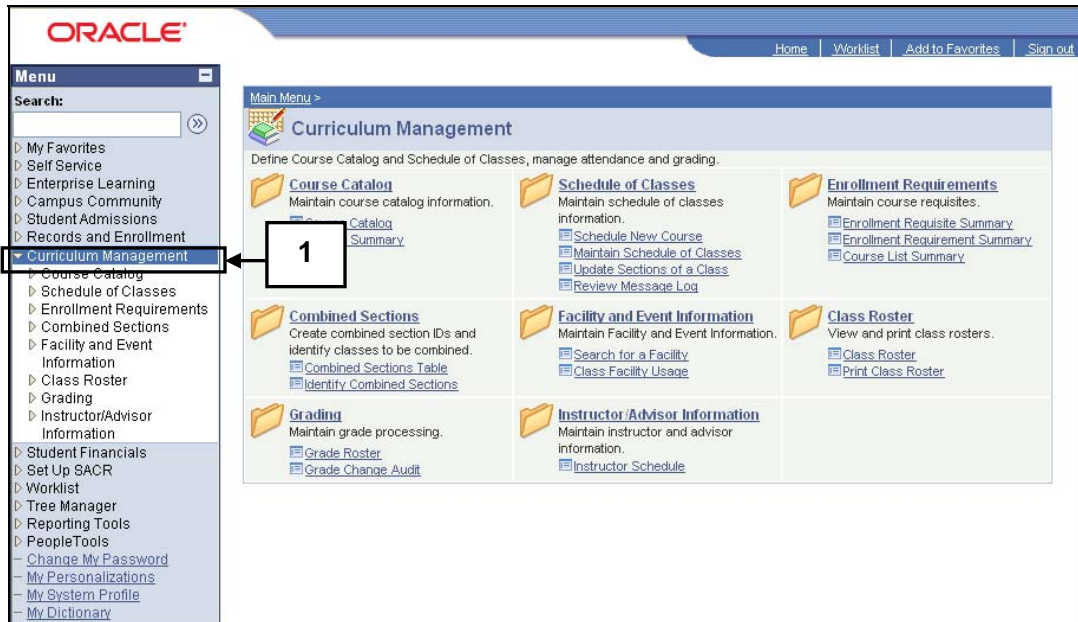 ORACLE
Home | Worklist | Add to Favorites | Sign out
Menu
Search:
My Favorites
Self Service
Enterprise Learning
Campus Community
Student Admissions
Records and Enrollment
Curriculum Management
Course Catalog
Schedule of Classes
Enrollment Requirements
Combined Sections
Facility and Event
Information
Class Roster
Grading
Instructor/Advisor
Information
Student Financials
Set Up SACR
Worklist
Tree Manager
Reporting Tools
PeopleTools
Change My Password
My Personalizations
My System Profile
My Dictionary
1
Main Menu >
Curriculum Management
Define Course Catalog and Schedule of Classes, manage attendance and grading.
Course Catalog
Maintain course catalog information.
Catalog
Summary
Schedule of Classes
Maintain schedule of classes
information.
Schedule New Course
Maintain Schedule of Classes
Update Sections of a Class
Review Message Log
Enrollment Requirements
Maintain course requisites.
Enrollment Requisite Summary
Enrollment Requirement Summary
Course List Summary
Combined Sections
Create combined section IDs and
identify classes to be combined.
Combined Sections Table
Identify Combined Sections
Facility and Event Information
Maintain Facility and Event Information.
Search for a Facility
Class Facility Usage
Class Roster
View and print class rosters.
Class Roster
Print Class Roster
Grading
Maintain grade processing.
Grade Roster
Grade Change Audit
Instructor/Advisor Information
Maintain instructor and advisor
information.
Instructor Schedule